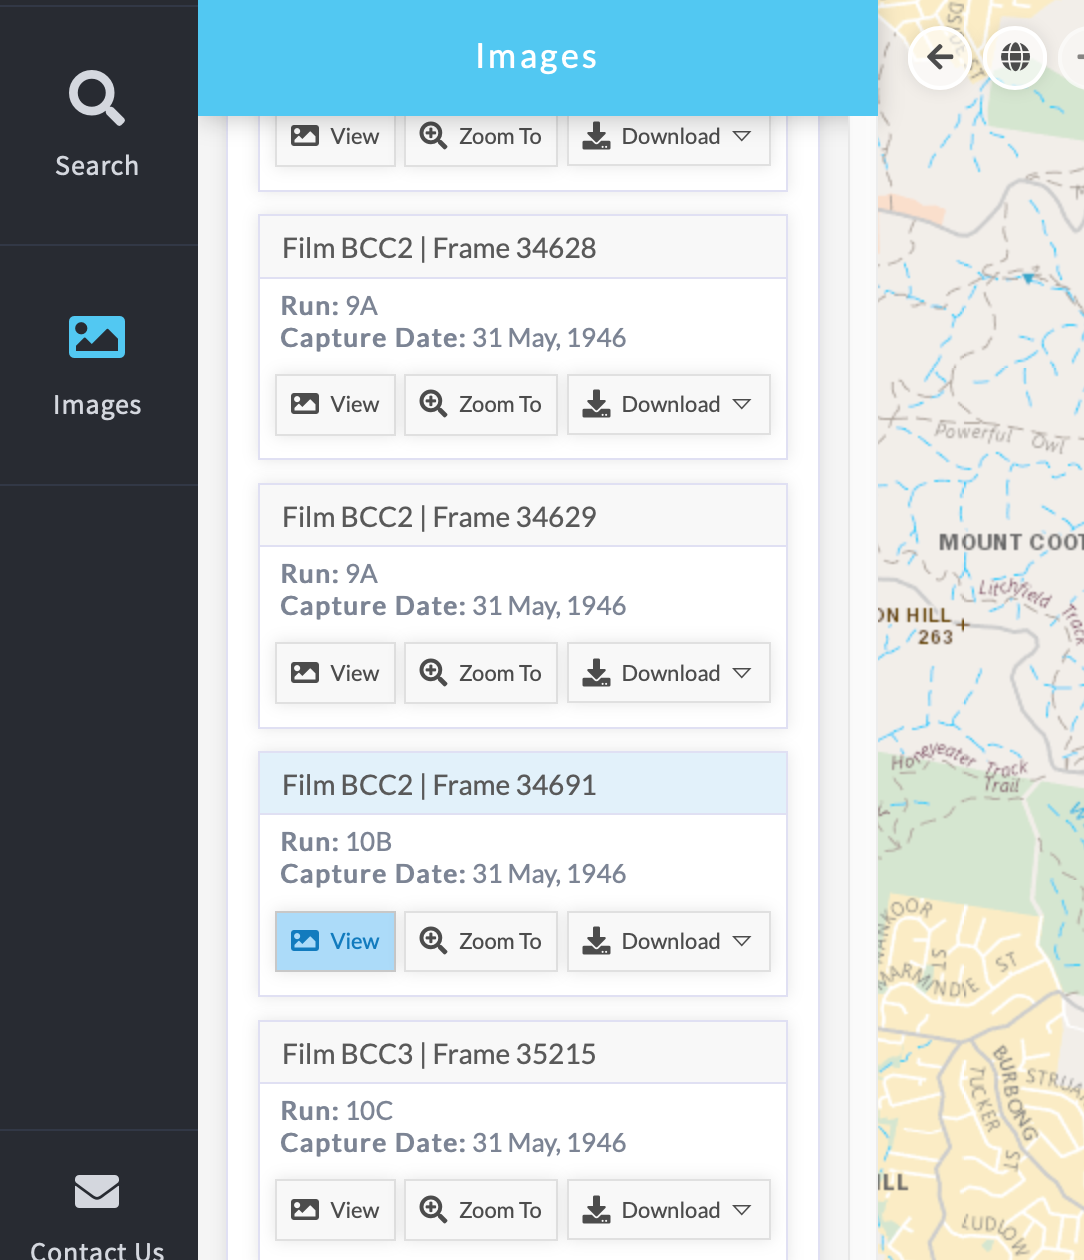 Images
Search
Images
Contact Us
View Zoom To Download
Film BCC2 | Frame 34628
Run: 9A
Capture Date: 31 May, 1946
View Zoom To Download
Film BCC2 | Frame 34629
Run: 9A
Capture Date: 31 May, 1946
View Zoom To Download
Film BCC2 | Frame 34691
Run: 10B
Capture Date: 31 May, 1946
View Zoom To Download
Film BCC3 | Frame 35215
Run: 10C
Capture Date: 31 May, 1946
View Zoom To Download
Powerful Owl
MOUNT COOT
Litchfield Track
ON HILL
263
Honeyeater Track
Trail
ST
MARMINDIE ST
BURBONG ST
TUCKER
STRUA
ILL
LUDLOW